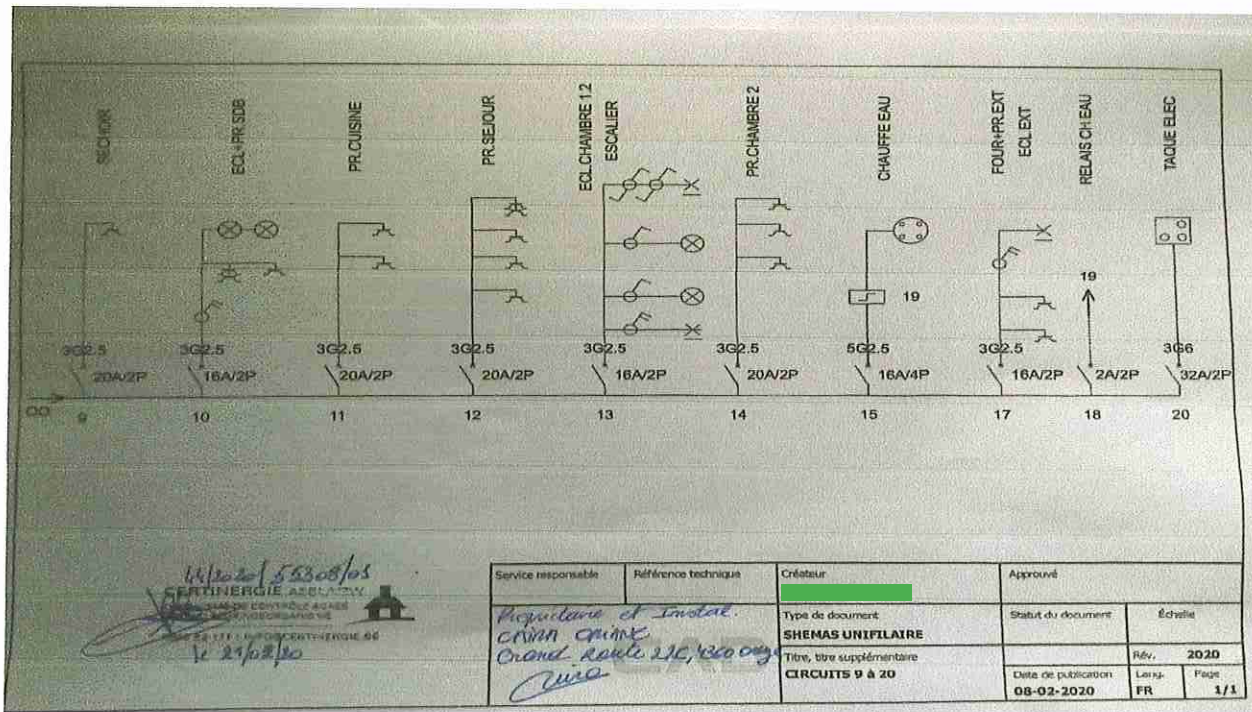 SECHOIR
ECL+PR.SDB
PR.CUISINE
PR.SEJOUR
ECL.CHAMBRE 1.2
ESCALIER
PR.CHAMBRE 2
CHAUFFE EAU
FOUR+PR.EXT
ECL.EXT
RELAIS CH EAU
TAQUE ELEC
19
19
3G2.5
3G2.5
3G2.5
3G2.5
3G2.5
3G2.5
5G2.5
3G2.5
3G6
20A/2P
16A/2P
20A/2P
20A/2P
16A/2P
20A/2P
16A/4P
16A/2P
2A/2P
32A/2P
9
10
11
12
13
14
15
17
18
20
CERTINERGIE
le 21/02/20
Service responsable
Référence technique
Créateur
Approuvé
Propriétaire et
Grand Route
Type de document
SHEMAS UNIFILAIRE
Statut du document
Échelle
Titre, titre supplémentaire
CIRCUITS 9 à 20
Rév.
2020
Date de publication
08-02-2020
Lang.
FR
Page
1/1